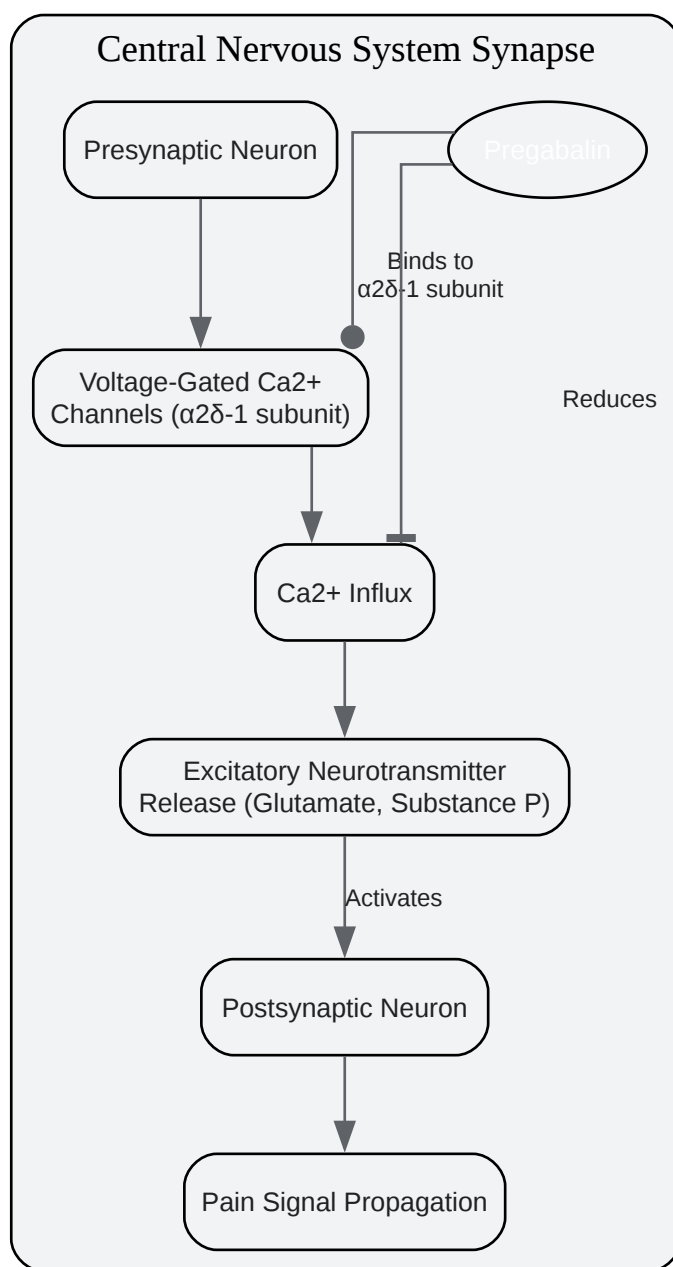 Central Nervous System Synapse
Presynaptic Neuron
Pregabalin
Binds to
α2δ-1 subunit
Voltage-Gated Ca2+
Channels (α2δ-1 subunit)
Reduces
Ca2+ Influx
Excitatory Neurotransmitter
Release (Glutamate, Substance P)
Activates
Postsynaptic Neuron
Pain Signal Propagation